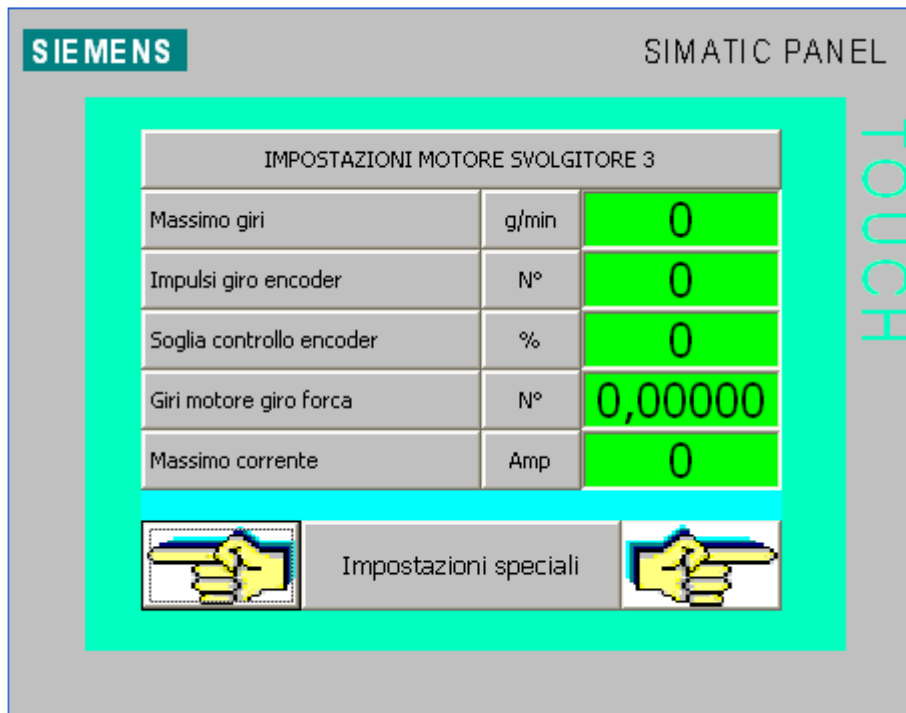 SIEMENS
SIMATIC PANEL
TOUCH
IMPOSTAZIONI MOTORE SVOLGITORE 3
Massimo giri g/min 0
Impulsi giro encoder N° 0
Soglia controllo encoder % 0
Giri motore giro forca N° 0,00000
Massimo corrente Amp 0
Impostazioni speciali